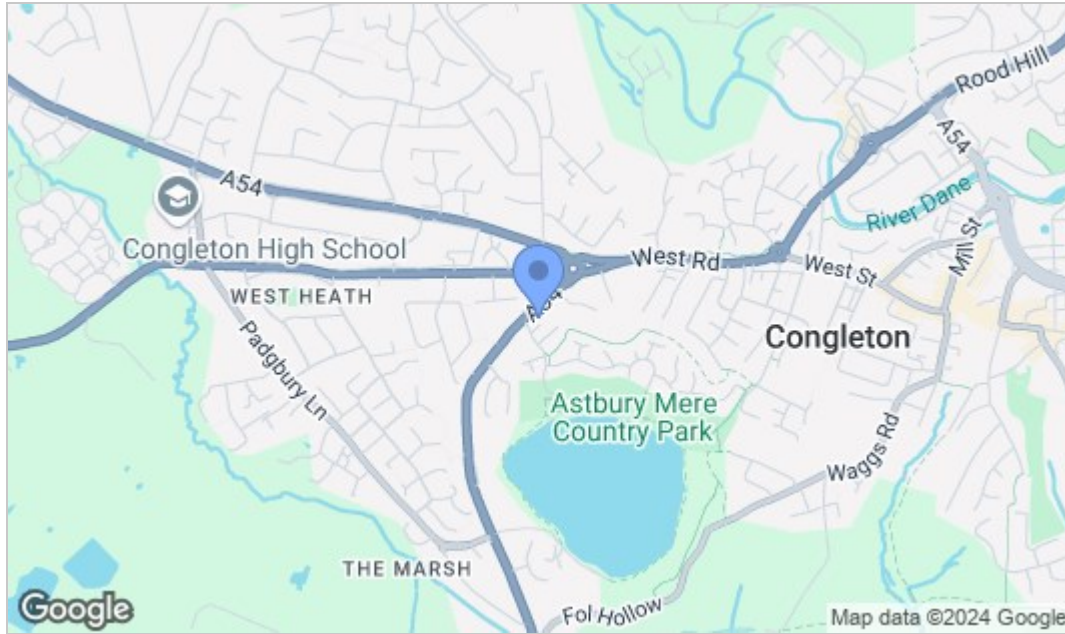 Rood Hill
A54
A54
River Dane
Mill St
Congleton High School
West Rd
West St
WEST HEATH
Padgbury Ln
Congleton
Astbury Mere
Country Park
Waggs Rd
THE MARSH
Fol Hollow
Google
Map data ©2024 Google